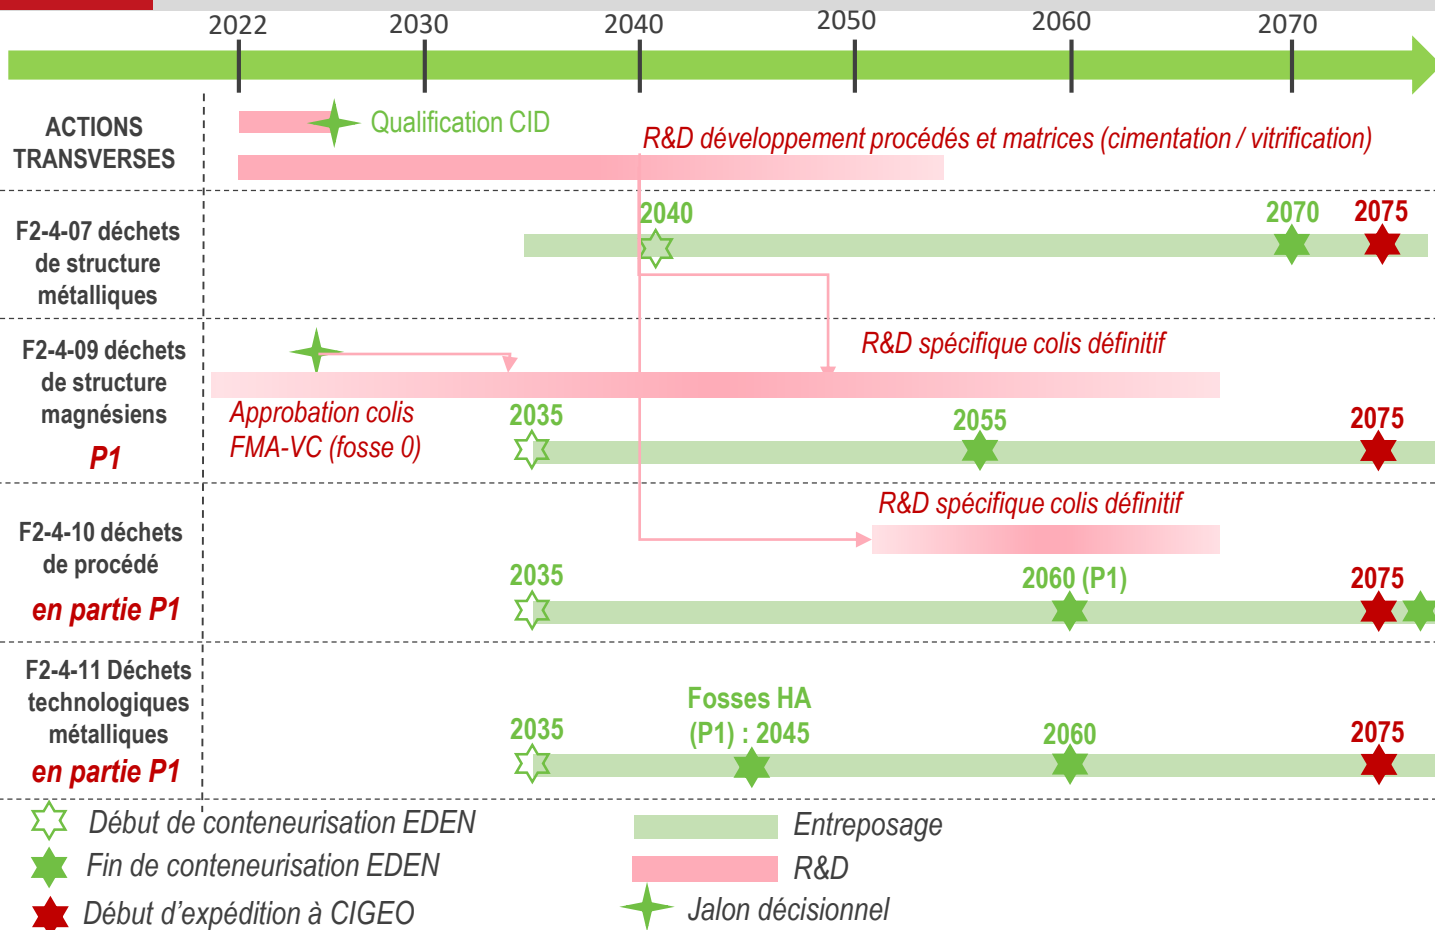 2022 2030 2040 2050 2060 2070
ACTIONS
TRANSVERSES
Qualification CID
R&D développement procédés et matrices (cimentation / vitrification)
F2-4-07 déchets
de structure
métalliques
2040
2070
2075
F2-4-09 déchets
de structure
magnésiens
P1
R&D spécifique colis définitif
Approbation colis
FMA-VC (fosse 0)
2035
2055
2075
F2-4-10 déchets
de procédé
en partie P1
R&D spécifique colis définitif
2035
2060 (P1)
2075
F2-4-11 Déchets
technologiques
métalliques
en partie P1
2035
Fosses HA
(P1) : 2045
2060
2075
Début de conteneurisation EDEN
Fin de conteneurisation EDEN
Début d'expédition à CIGEO
Entreposage
R&D
Jalon décisionnel